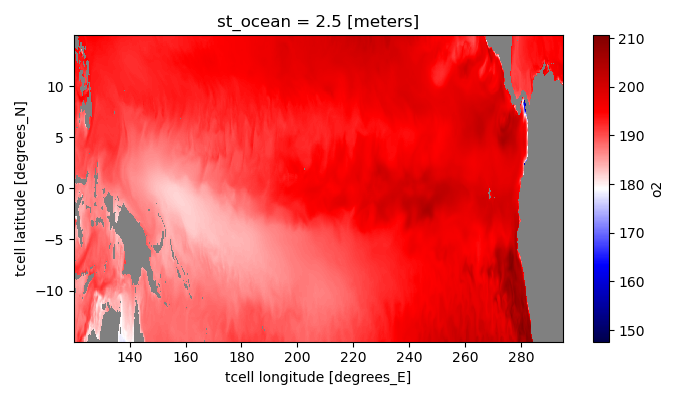 st_ocean = 2.5 [meters]
10
5
0
−5
−10
tcell latitude [degrees_N]
140 160 180 200 220 240 260 280
tcell longitude [degrees_E]
210
200
190
180
170
160
150
o2